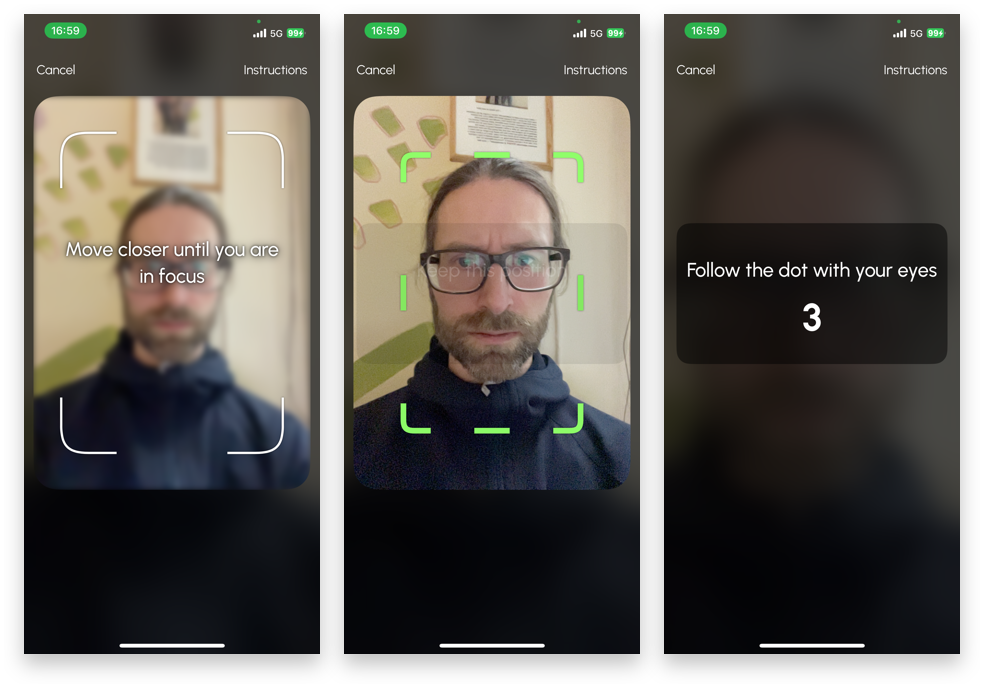 16:59
5G
99
Cancel
Instructions
Move closer until you are
in focus
16:59
5G
99
Cancel
Instructions
Keep this position
16:59
5G
99
Cancel
Instructions
Follow the dot with your eyes
3